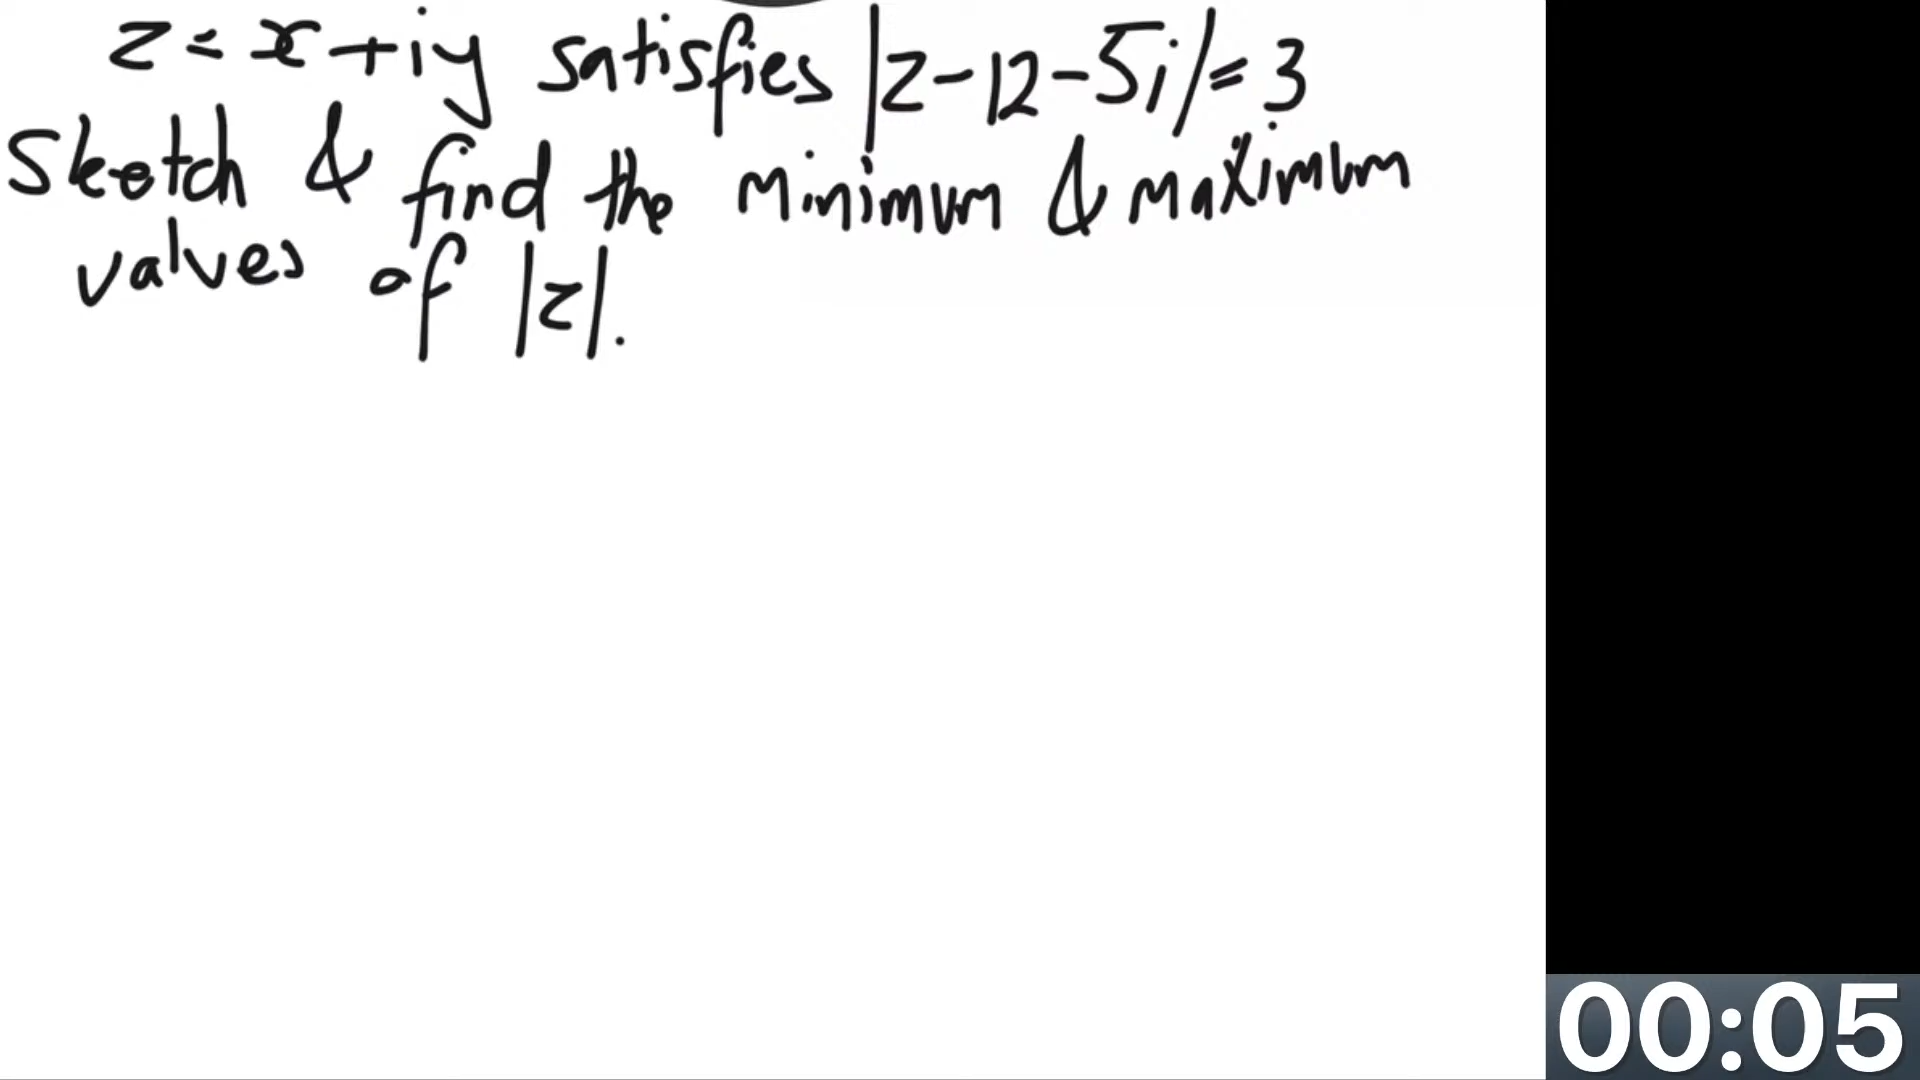 z = x + iy satisfies |z - 12 - 5i| = 3
Sketch & find the minimum & maximum
values of |z|.
00:05